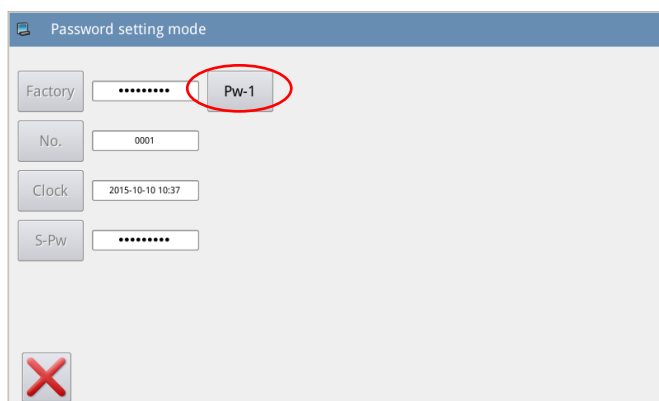 Password setting mode
Factory ••••••••• Pw-1
No. 0001
Clock 2015-10-10 10:37
S-Pw •••••••••